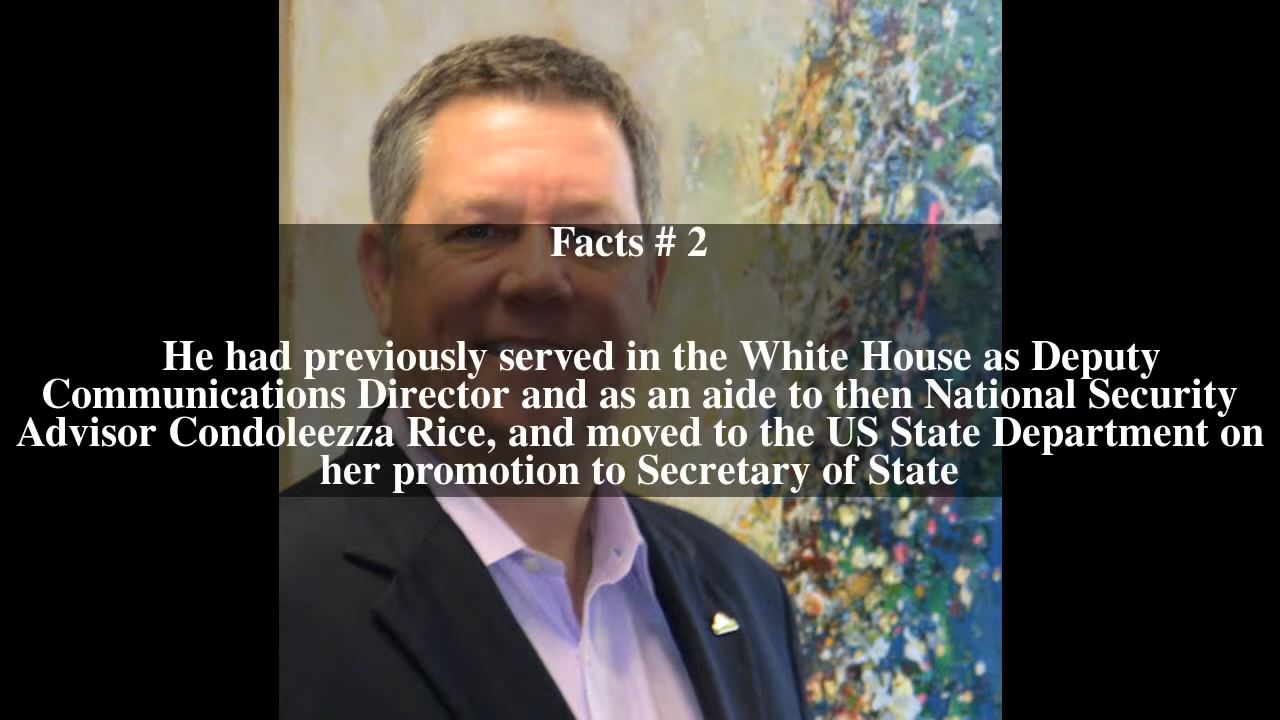 Facts # 2
He had previously served in the White House as Deputy
Communications Director and as an aide to then National Security
Advisor Condoleezza Rice, and moved to the US State Department on
her promotion to Secretary of State